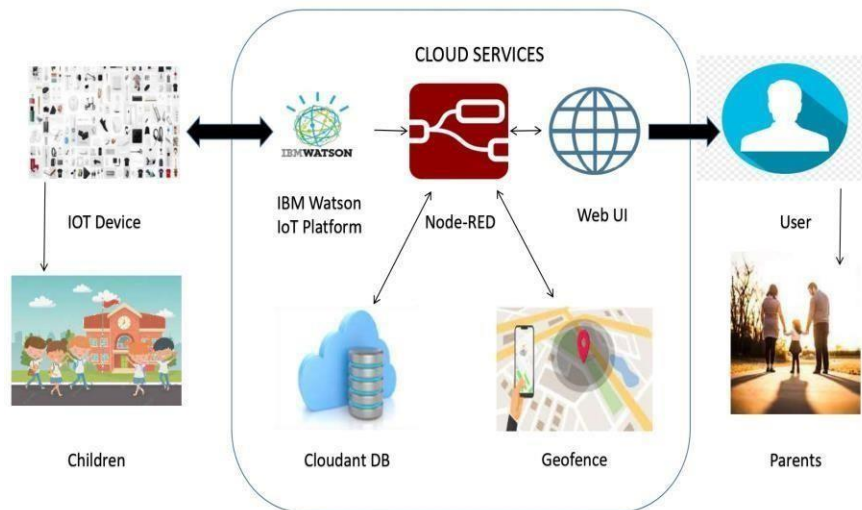 CLOUD SERVICES
IBMWATSON
IOT Device
IBM Watson
IoT Platform
Node-RED
Web UI
User
Children
Cloudant DB
Geofence
Parents